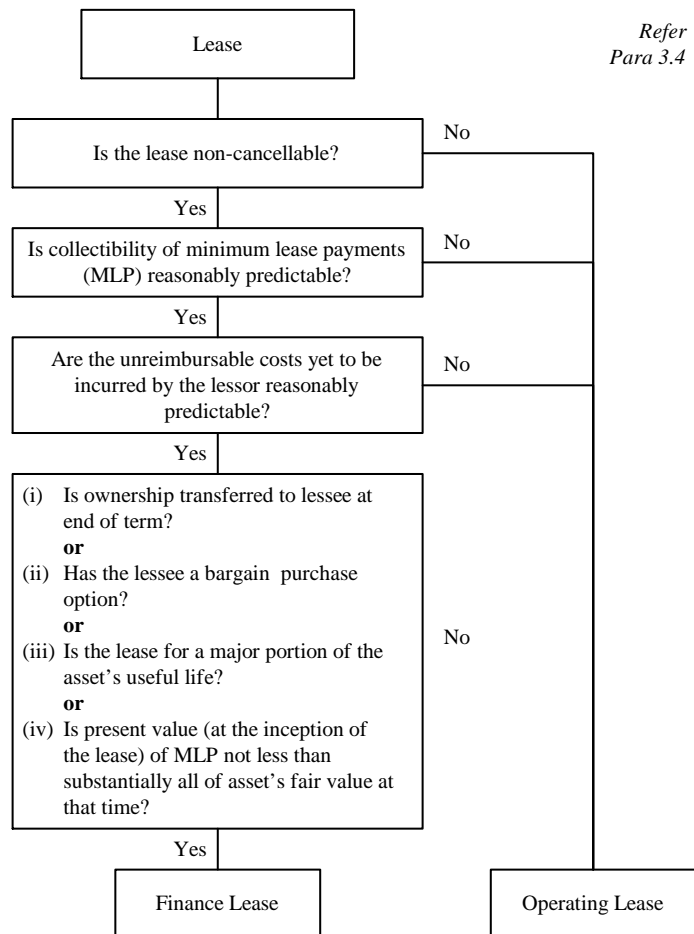 Lease
Refer
Para 3.4
Is the lease non-cancellable?
No
Yes
Is collectibility of minimum lease payments
(MLP) reasonably predictable?
No
Yes
Are the unreimbursable costs yet to be
incurred by the lessor reasonably
predictable?
No
Yes
(i) Is ownership transferred to lessee at
end of term?
or
(ii) Has the lessee a bargain purchase
option?
or
(iii) Is the lease for a major portion of the
asset's useful life?
or
(iv) Is present value (at the inception of
the lease) of MLP not less than
substantially all of asset's fair value at
that time?
No
Yes
Finance Lease
Operating Lease